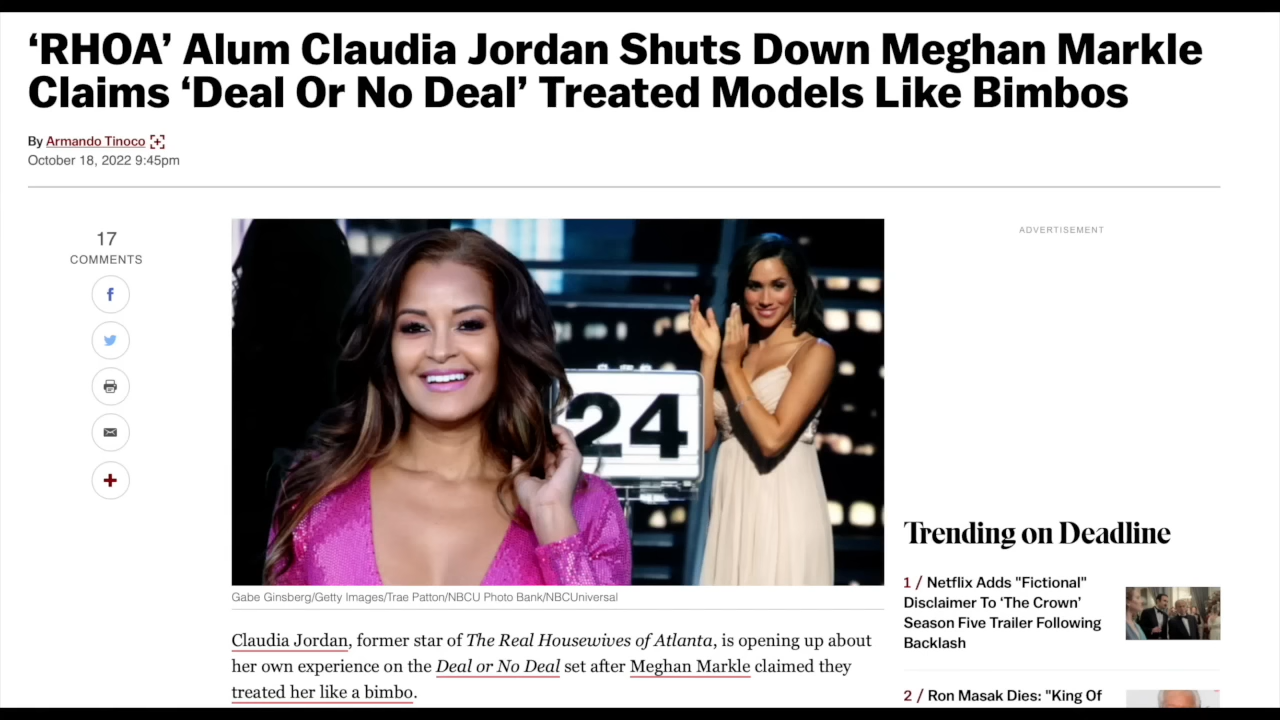 ‘RHOA’ Alum Claudia Jordan Shuts Down Meghan Markle
Claims ‘Deal Or No Deal’ Treated Models Like Bimbos
By Armando Tinoco
October 18, 2022 9:45pm
17
COMMENTS
ADVERTISEMENT
24
Gabe Ginsberg/Getty Images/Trae Patton/NBCU Photo Bank/NBCUniversal
Claudia Jordan, former star of The Real Housewives of Atlanta, is opening up about
her own experience on the Deal or No Deal set after Meghan Markle claimed they
treated her like a bimbo.
Trending on Deadline
1 / Netflix Adds "Fictional"
Disclaimer To ‘The Crown’
Season Five Trailer Following
Backlash
2 / Ron Masak Dies: "King Of